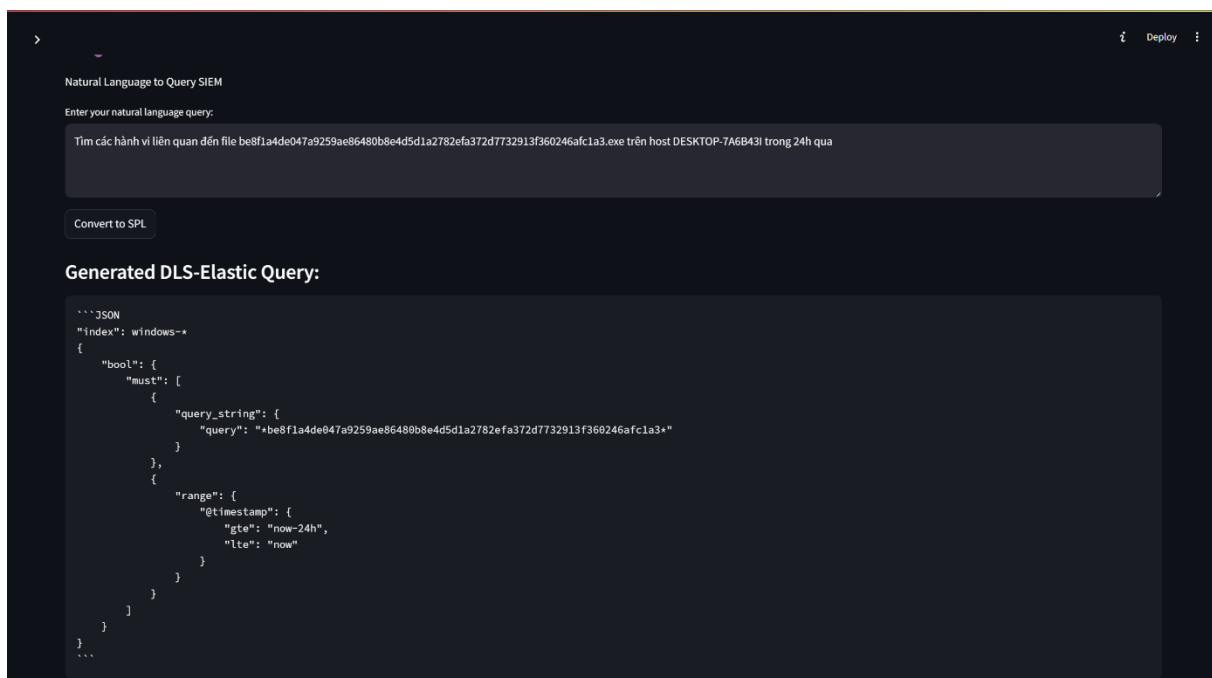 Deploy
Natural Language to Query SIEM
Enter your natural language query:
Tìm các hành vi liên quan đến file be8f1a4de047a9259ae86480b8e4d5d1a2782efa372d7732913f360246afc1a3.exe trên host DESKTOP-7A6B43I trong 24h qua
Convert to SPL
Generated DLS-Elastic Query:
```JSON
"index": windows-*
{
    "bool": {
        "must": [
            {
                "query_string": {
                    "query": "*be8f1a4de047a9259ae86480b8e4d5d1a2782efa372d7732913f360246afc1a3*"
                }
            },
            {
                "range": {
                    "@timestamp": {
                        "gte": "now-24h",
                        "lte": "now"
                    }
                }
            }
        ]
    }
}
```